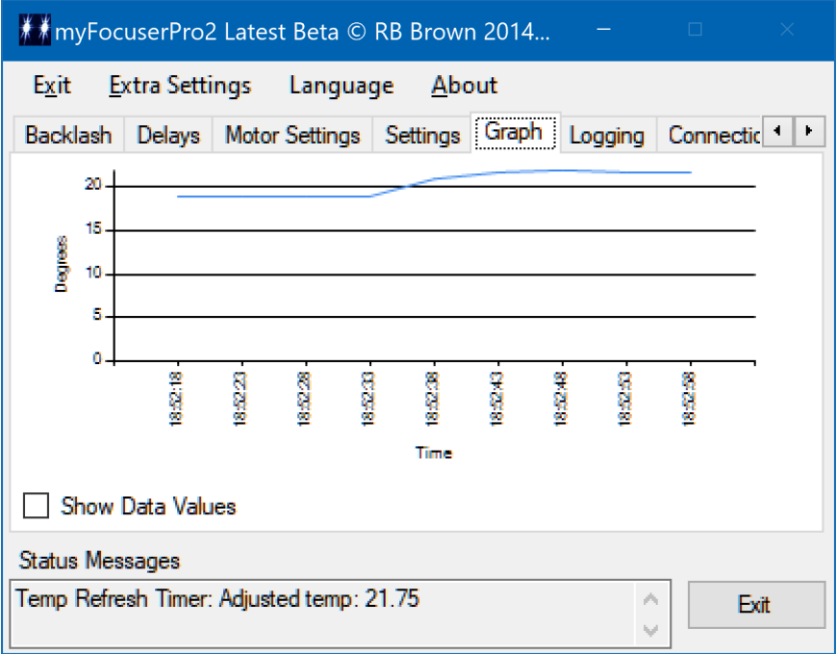 myFocuserPro2 Latest Beta © RB Brown 2014...
Exit Extra Settings Language About
Backlash Delays Motor Settings Settings Graph Logging Connectic
20
15
10
5
0
Degrees
18:52:18 18:52:23 18:52:28 18:52:33 18:52:38 18:52:43 18:52:48 18:52:53 18:52:58
Time
Show Data Values
Status Messages
Temp Refresh Timer: Adjusted temp: 21.75
Exit